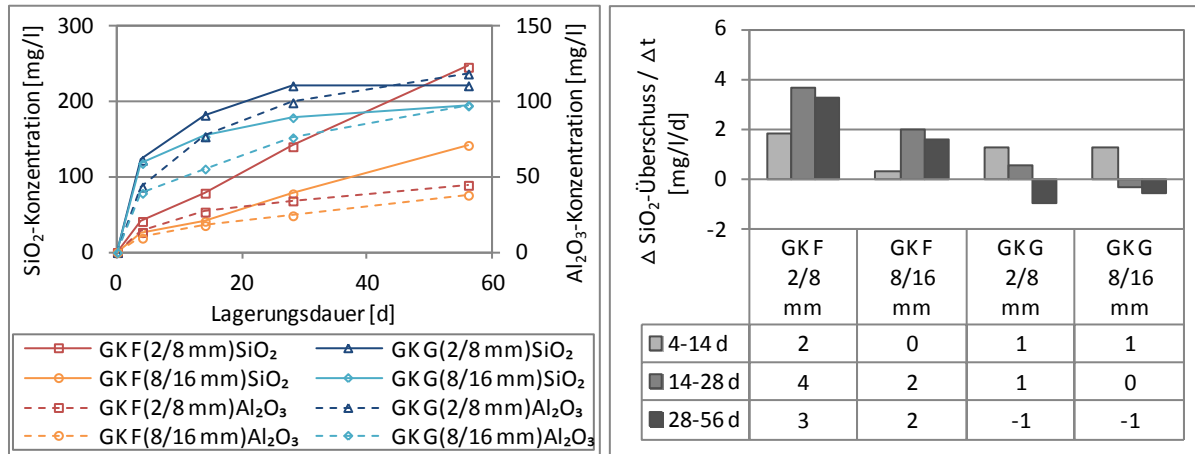 SiO₂-Konzentration [mg/l]
300
200
100
0
150
100
50
0
Al₂O₃-Konzentration [mg/l]
0 20 40 60
Lagerungsdauer [d]
GK F(2/8 mm)SiO₂
GK G(2/8 mm)SiO₂
GK F(8/16 mm)SiO₂
GK G(8/16 mm)SiO₂
GK F(2/8 mm)Al₂O₃
GK G(2/8 mm)Al₂O₃
GK F(8/16 mm)Al₂O₃
GK G(8/16 mm)Al₂O₃
Δ SiO₂-Überschuss / Δt
[mg/l/d]
6
4
2
0
-2
GK F GK F GK G GK G
2/8 8/16 2/8 8/16
mm mm mm mm
4-14 d 2 0 1 1
14-28 d 4 2 1 0
28-56 d 3 2 -1 -1